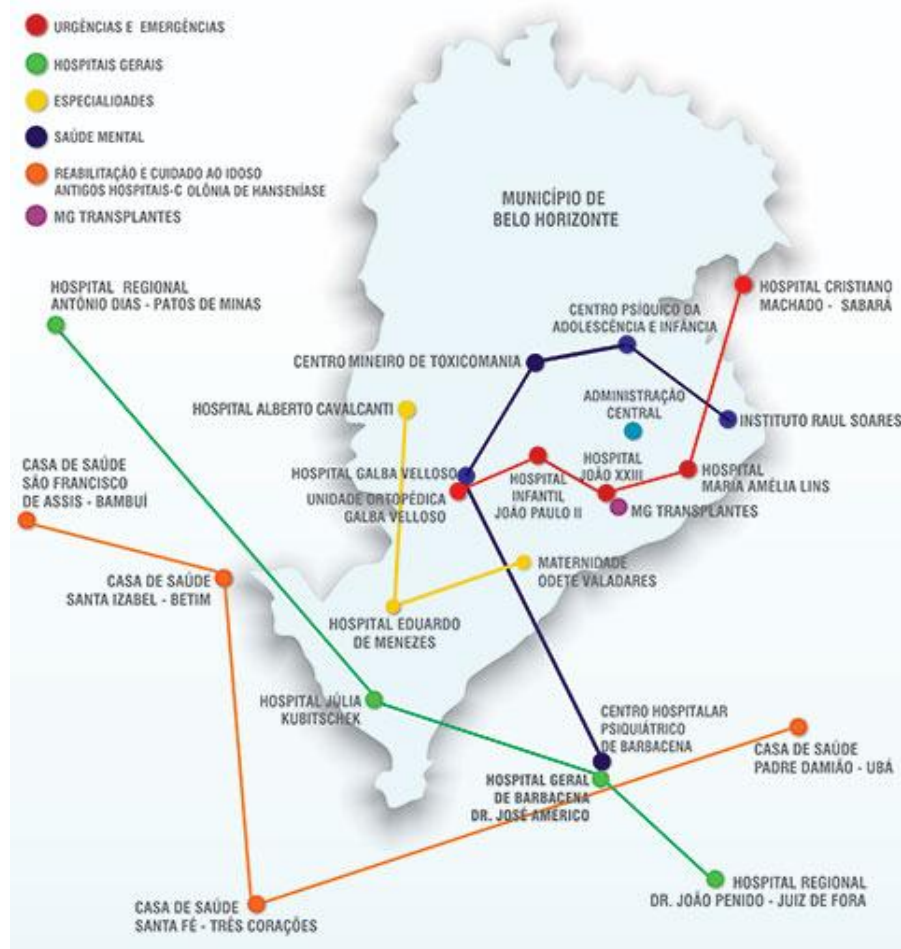 URGÊNCIAS E EMERGÊNCIAS
HOSPITAIS GERAIS
ESPECIALIDADES
SAÚDE MENTAL
REABILITAÇÃO E CUIDADO AO IDOSO
ANTIGOS HOSPITAIS-C OLÔNIA DE HANSENÍASE
MG TRANSPLANTES
MUNICÍPIO DE
BELO HORIZONTE
HOSPITAL REGIONAL
ANTÔNIO DIAS - PATOS DE MINAS
HOSPITAL CRISTIANO
MACHADO - SABARÁ
CENTRO PSÍQUICO DA
ADOLESCÊNCIA E INFÂNCIA
CENTRO MINEIRO DE TOXICOMANIA
HOSPITAL ALBERTO CAVALCANTI
ADMINISTRAÇÃO
CENTRAL
INSTITUTO RAUL SOARES
CASA DE SAÚDE
SÃO FRANCISCO
DE ASSIS - BAMBUÍ
HOSPITAL GALBA VELLOSO
UNIDADE ORTOPÉDICA
GALBA VELLOSO
HOSPITAL
INFANTIL
JOÃO PAULO II
HOSPITAL
JOÃO XXIII
HOSPITAL
MARIA AMÉLIA LINS
MG TRANSPLANTES
MATERNIDADE
ODETE VALADARES
CASA DE SAÚDE
SANTA IZABEL - BETIM
HOSPITAL EDUARDO
DE MENEZES
HOSPITAL JÚLIA
KUBITSCHEK
CENTRO HOSPITALAR
PSIQUIÁTRICO
DE BARBACENA
CASA DE SAÚDE
PADRE DAMIÃO - UBÁ
HOSPITAL GERAL
DE BARBACENA
DR. JOSÉ AMÉRICO
HOSPITAL REGIONAL
DR. JOÃO PENIDO - JUIZ DE FORA
CASA DE SAÚDE
SANTA FÉ - TRÊS CORAÇÕES